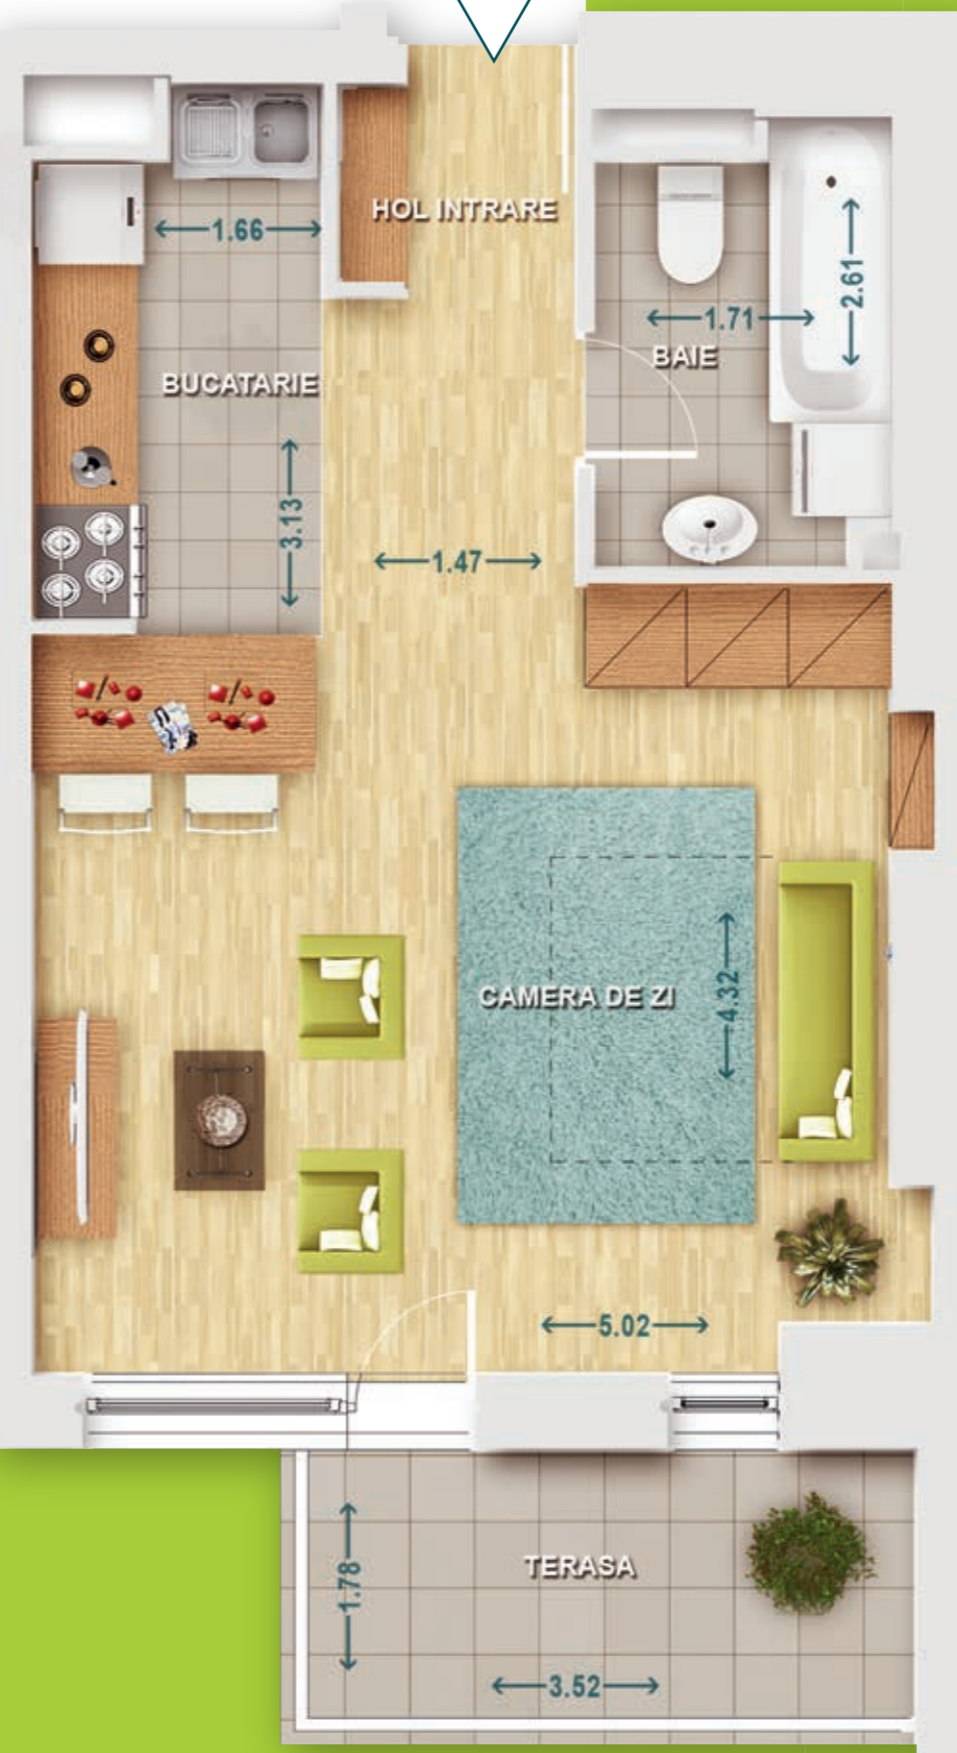 HOL INTRARE
1.66
2.61
1.71
BAIE
BUCATARIE
3.13
1.47
CAMERA DE ZI
4.32
5.02
TERASA
1.78
3.52